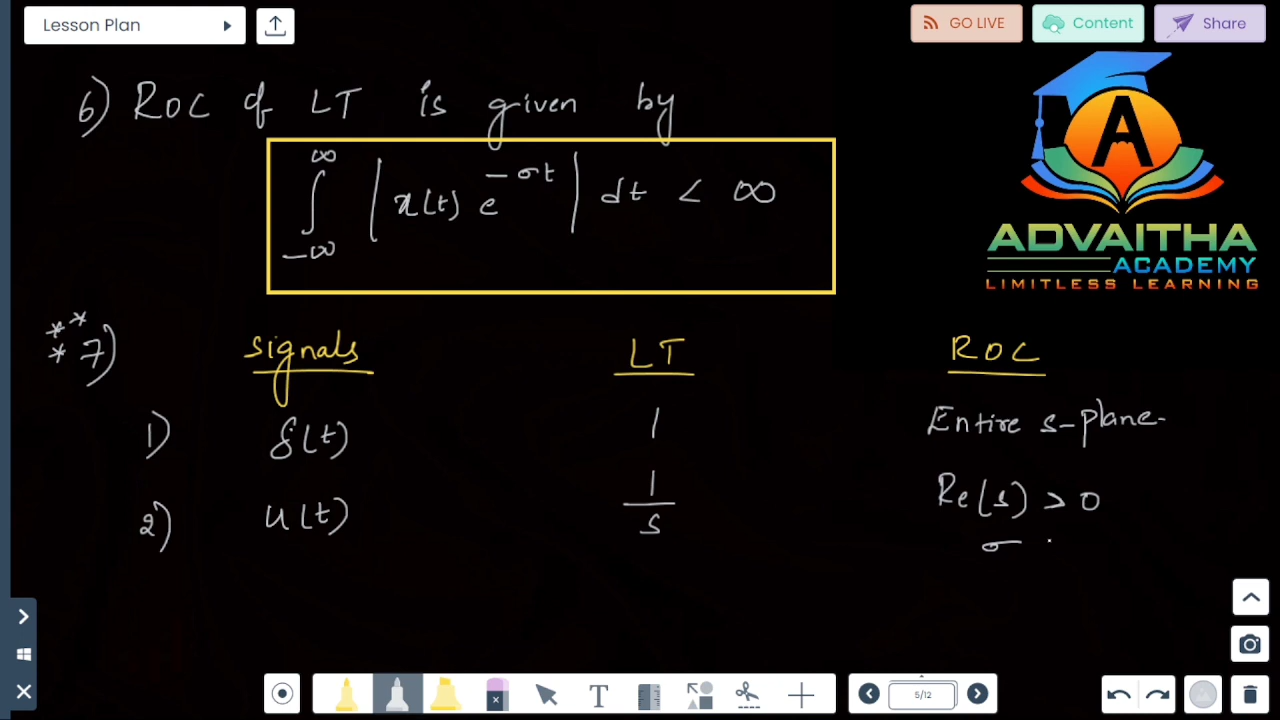 Lesson Plan
GO LIVE
Content
Share
6) ROC of LT is given by
∞
∫ | x(t) e^{-σt} | dt < ∞
-∞
A
ADVAITHA
ACADEMY
LIMITLESS LEARNING
*** 7) signals LT ROC
1) δ(t) 1 Entire s-plane-
2) u(t) 1/s Re(s) > 0
σ
T
5/12